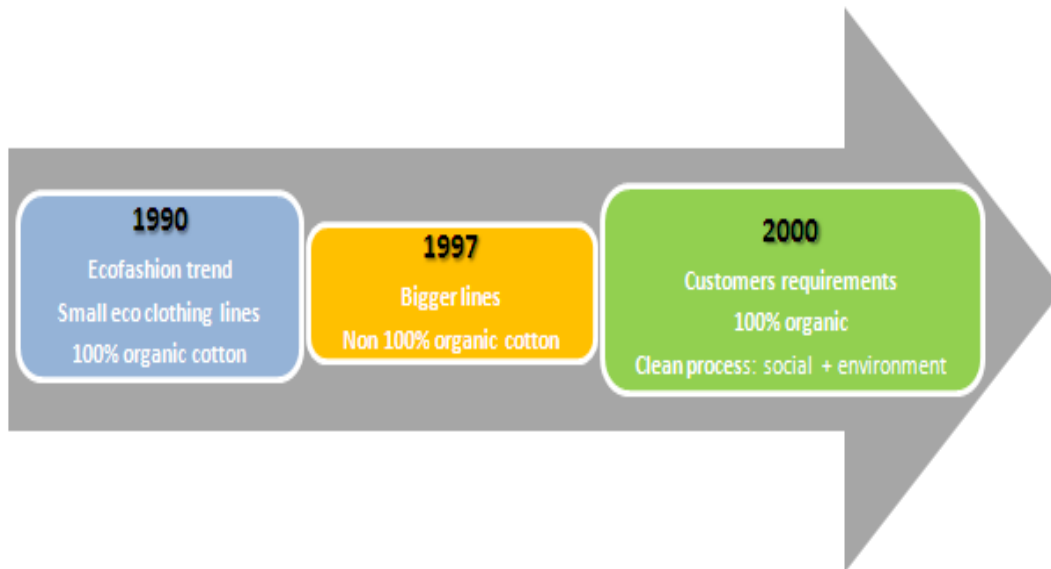 1990
Ecofashion trend
Small eco clothing lines
100% organic cotton
1997
Bigger lines
Non 100% organic cotton
2000
Customers requirements
100% organic
Clean process: social + environment